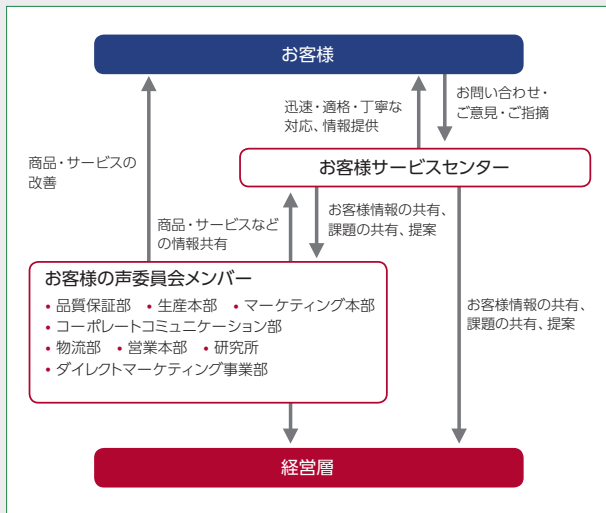 お客様
迅速・適格・丁寧な
対応、情報提供
お問い合わせ・
ご意見・ご指摘
商品・サービスの
改善
お客様サービスセンター
商品・サービスなど
の情報共有
お客様情報の共有、
課題の共有、提案
お客様の声委員会メンバー
• 品質保証部 • 生産本部 • マーケティング本部
• コーポレートコミュニケーション部
• 物流部 • 営業本部 • 研究所
• ダイレクトマーケティング事業部
お客様情報の共有、
課題の共有、提案
経営層